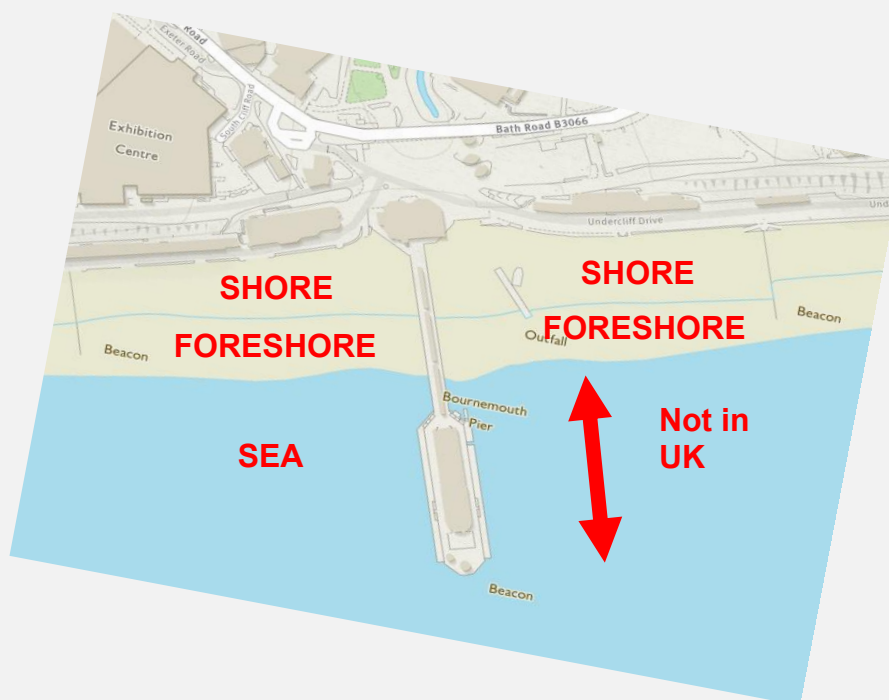 Road
Exeter Road
South Cliff Road
Exhibition
Centre
Bath Road B3066
Undercliff Drive
Und
SHORE
SHORE
FORESHORE
FORESHORE
Beacon
Beacon
Outfall
Bournemouth
Pier
Not in
UK
SEA
Beacon